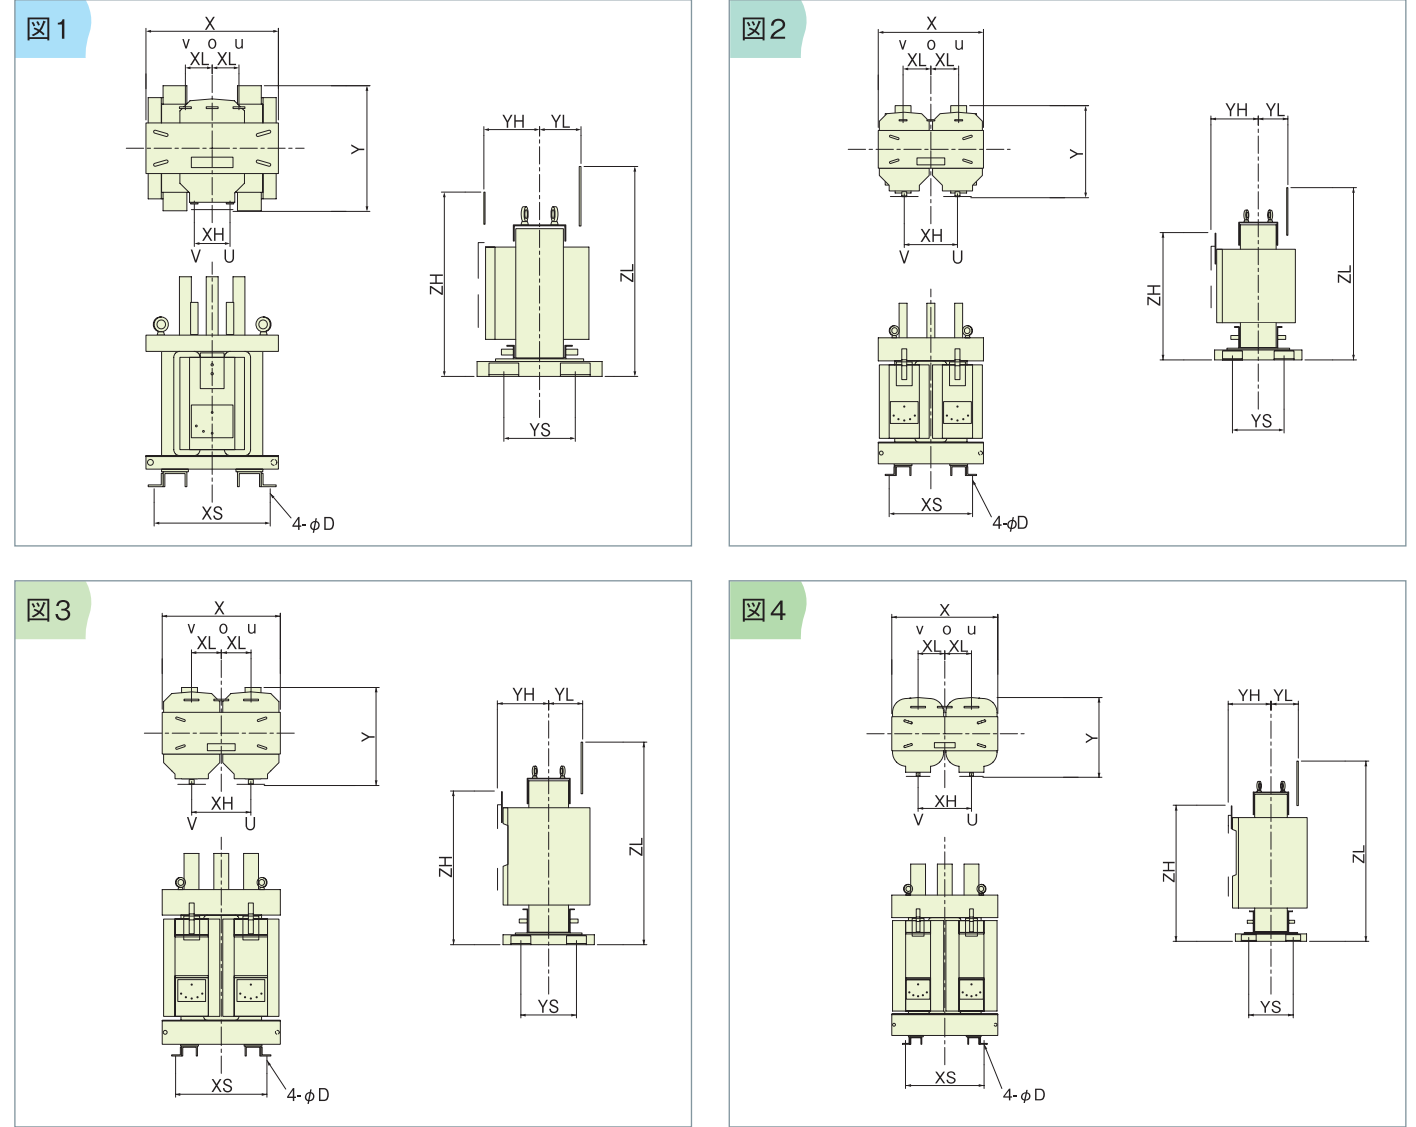 図1
X
v o u
XL XL
Y
XH
V U
XS
4-φD
YH YL
ZH
ZL
YS
図2
X
v o u
XL XL
Y
XH
V U
XS
4-φD
YH YL
ZH
ZL
YS
図3
X
v o u
XL XL
Y
XH
V U
XS
4-φD
YH YL
ZH
ZL
YS
図4
X
v o u
XL XL
Y
XH
V U
XS
4-φD
YH YL
ZH
ZL
YS